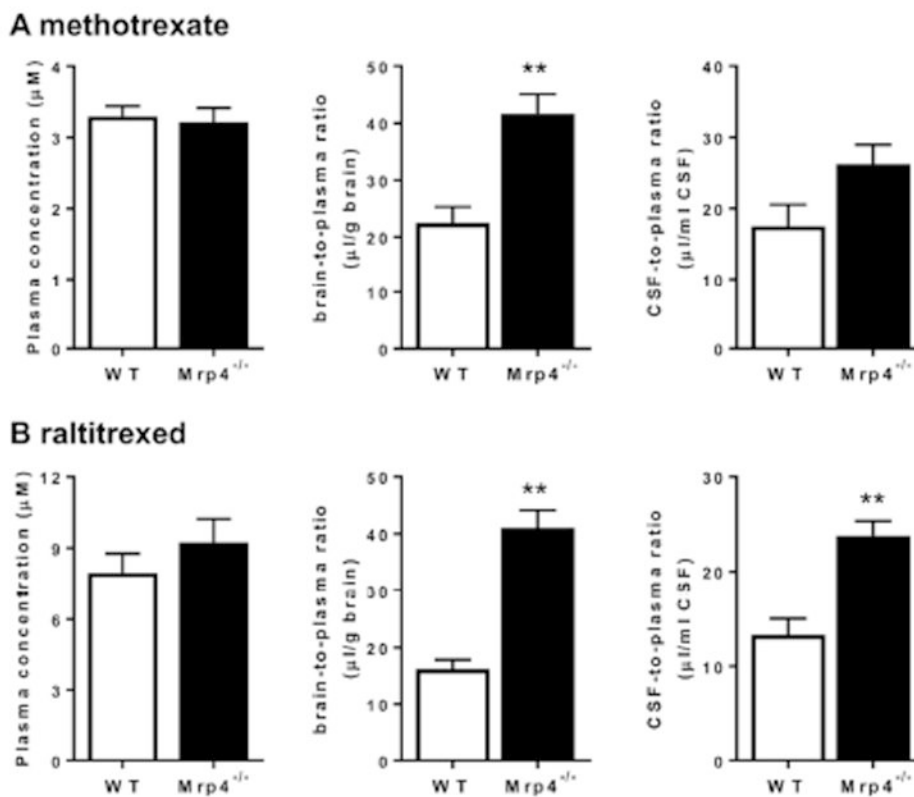 A methotrexate
Plasma concentration (μM)
4
3
2
1
0
WT
Mrp4-/-
brain-to-plasma ratio
(μl/g brain)
50
40
30
20
10
0
**
WT
Mrp4-/-
CSF-to-plasma ratio
(μl/ml CSF)
40
30
20
10
0
WT
Mrp4-/-
B raltitrexed
Plasma concentration (μM)
12
9
6
3
0
WT
Mrp4-/-
brain-to-plasma ratio
(μl/g brain)
50
40
30
20
10
0
**
WT
Mrp4-/-
CSF-to-plasma ratio
(μl/ml CSF)
30
20
10
0
**
WT
Mrp4-/-